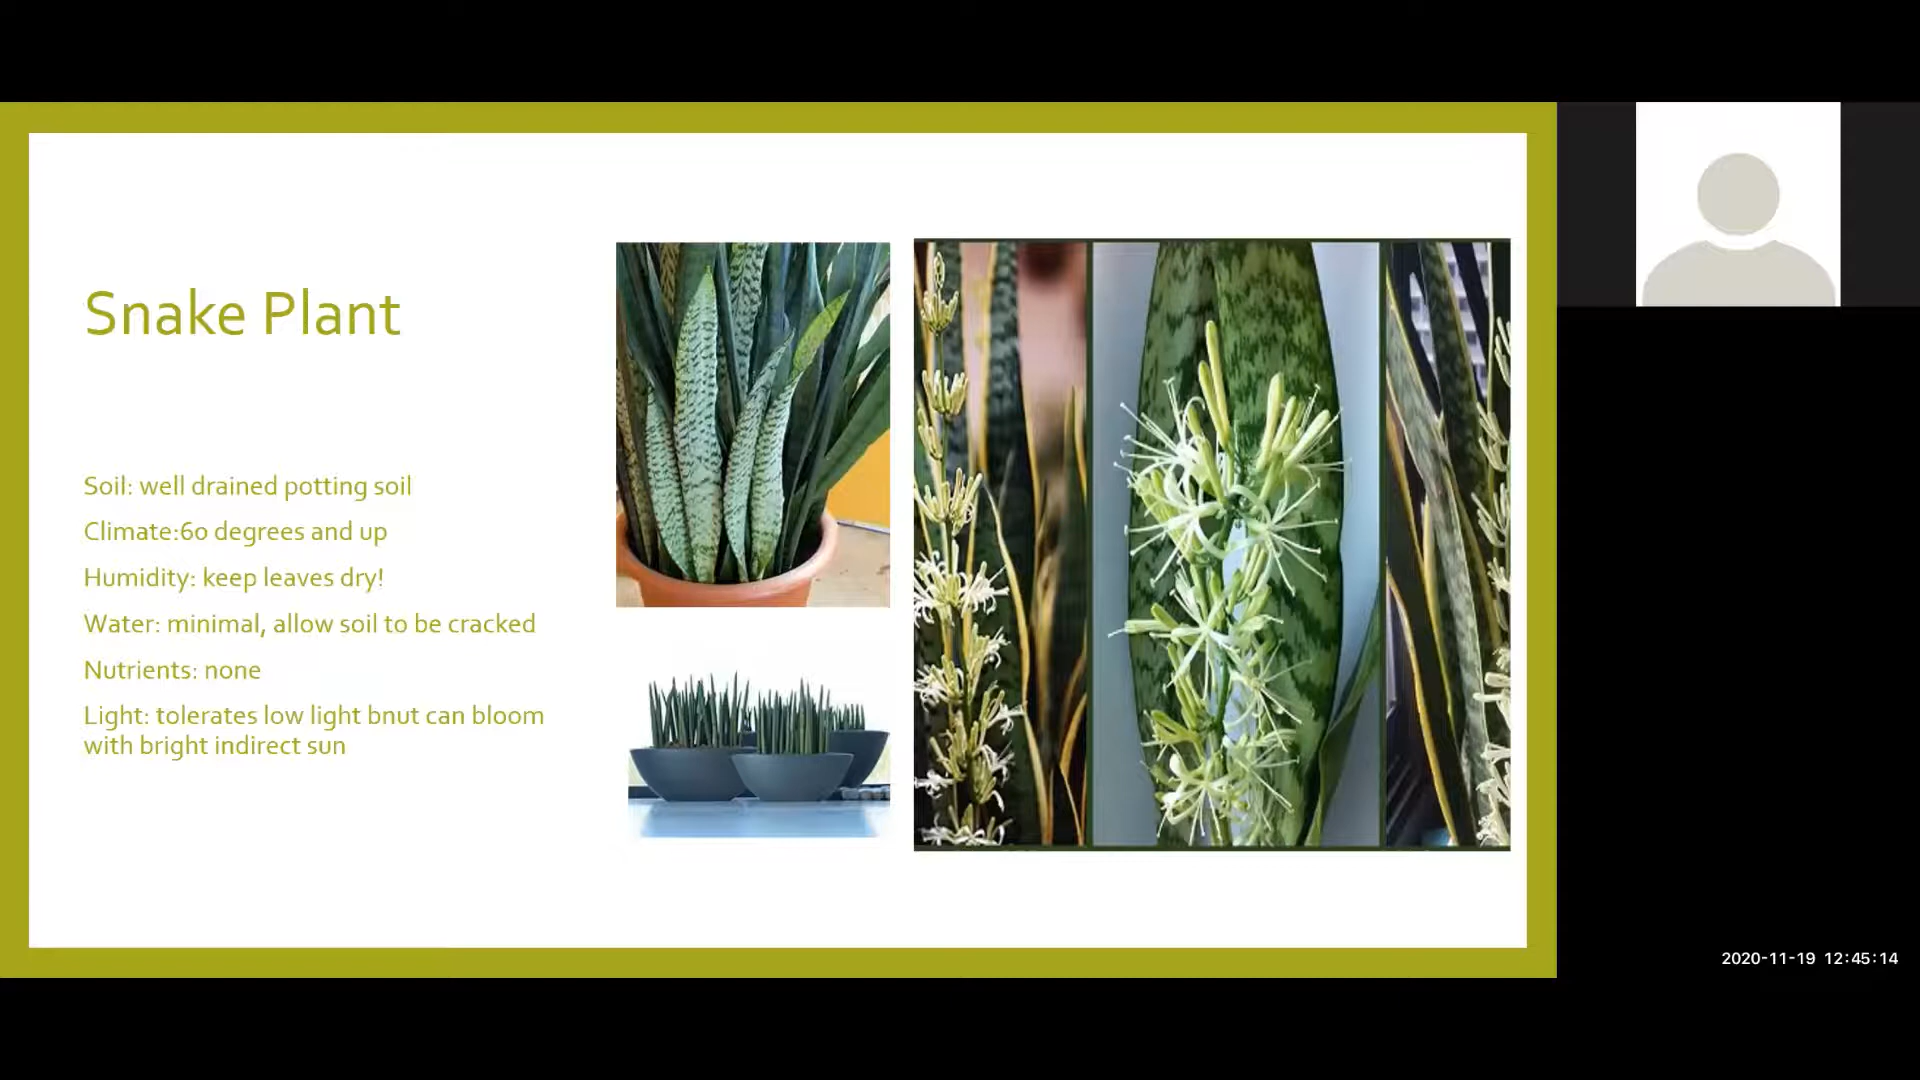 Snake Plant
Soil: well drained potting soil
Climate:60 degrees and up
Humidity: keep leaves dry!
Water: minimal, allow soil to be cracked
Nutrients: none
Light: tolerates low light bnut can bloom
with bright indirect sun
2020-11-19 12:45:14